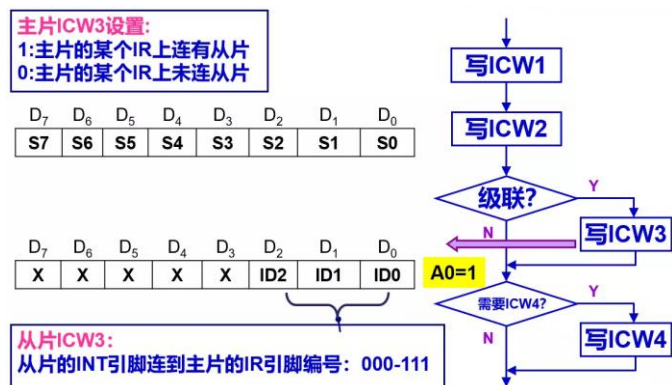 主片ICW3设置:
1:主片的某个IR上连有从片
0:主片的某个IR上未连从片
D7 D6 D5 D4 D3 D2 D1 D0
S7 S6 S5 S4 S3 S2 S1 S0
D7 D6 D5 D4 D3 D2 D1 D0
X X X X X ID2 ID1 ID0
A0=1
从片ICW3:
从片的INT引脚连到主片的IR引脚编号：000-111
写ICW1
写ICW2
级联?
Y
N
写ICW3
需要ICW4?
Y
N
写ICW4